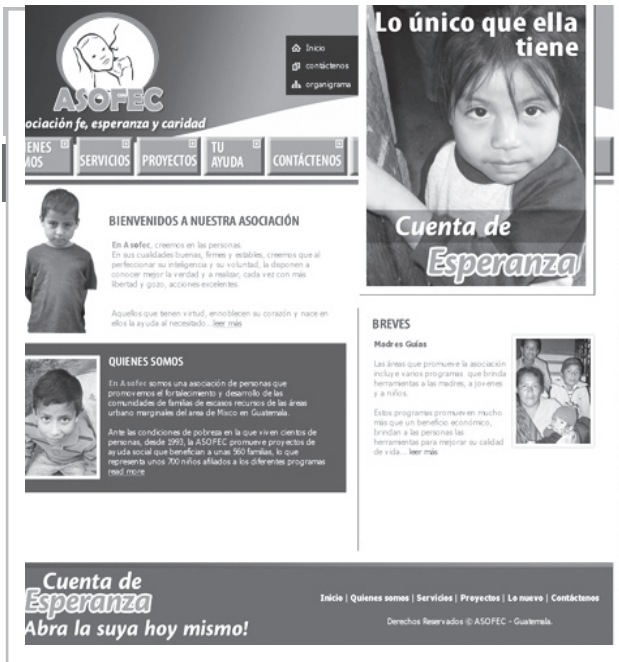 Lo único que ella
tiene
Inicio
contáctenos
organigrama
ASOFEC
ociación fe, esperanza y caridad
ENES
MOS
SERVICIOS
PROYECTOS
TU
AYUDA
CONTÁCTENOS
Cuenta de
Esperanza
BIENVENIDOS A NUESTRA ASOCIACIÓN
En Asofec, creemos en las personas.
En sus cualidades buenas, firmes y estables, creemos que al
perfeccionar su inteligencia y su voluntad, la disponen a
conocer mejor la verdad y a realizar, cada vez con más
libertad y gozo, acciones excelentes.
Aquellos que tienen virtud, ennoblecen su corazón y nace en
ellos la ayuda al necesitado...leer más
QUIENES SOMOS
En Asofec somos una asociación de personas que
promovemos el fortalecimiento y desarrollo de las
comunidades de familias de escasos recursos de las áreas
urbano marginales del area de Mixco en Guatemala.
Ante las condiciones de pobreza en la que viven cientos de
personas, desde 1993, la ASOFEC promueve proyectos de
ayuda social que benefician a unas 560 familias, lo que
representa unos 700 niños afiliados a los diferentes programas
read more
BREVES
Madres Guías
Las áreas que promueve la asociación
incluye varios programas que brinda
herramientas a las madres, a jovenes
y a niños.
Estos programas promueven mucho
más que un beneficio económico,
brindan a las personas las
herramientas para mejorar su calidad
de vida... leer más
Cuenta de
Esperanza
Abra la suya hoy mismo!
Inicio | Quienes somos | Servicios | Proyectos | Lo nuevo | Contáctenos
Derechos Reservados © ASOFEC - Guatemala.